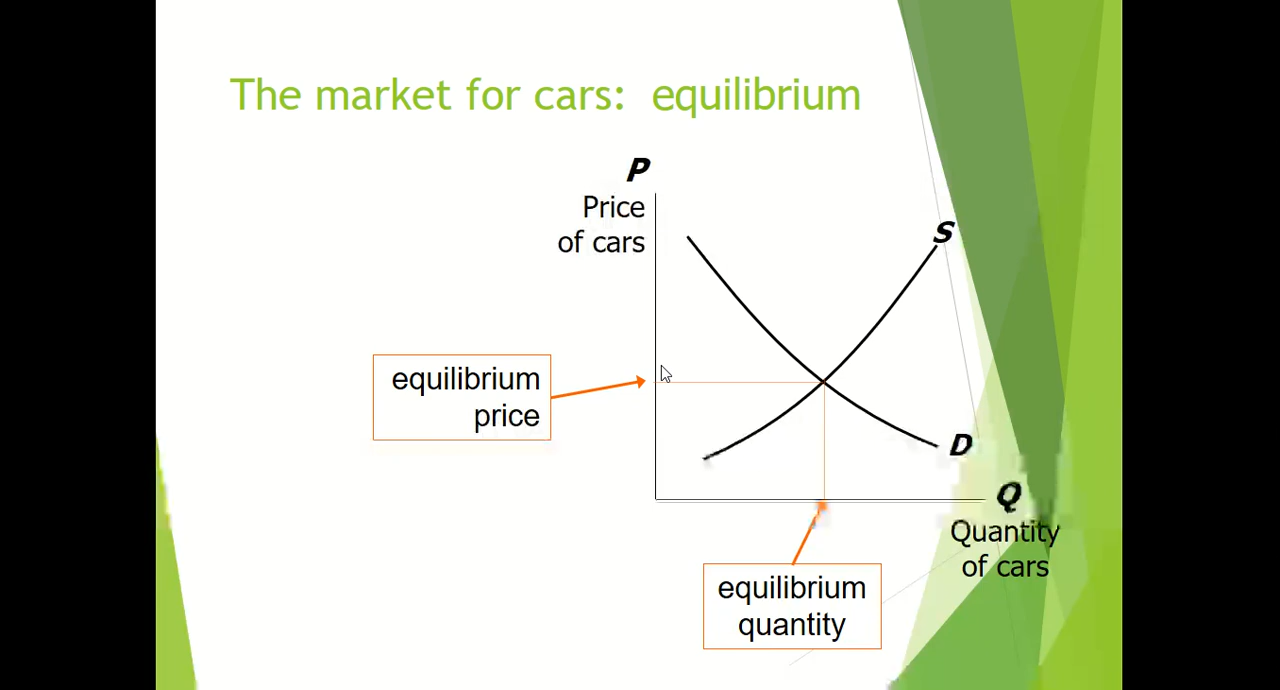 The market for cars: equilibrium
P
Price
of cars
S
equilibrium
price
D
Q
Quantity
of cars
equilibrium
quantity